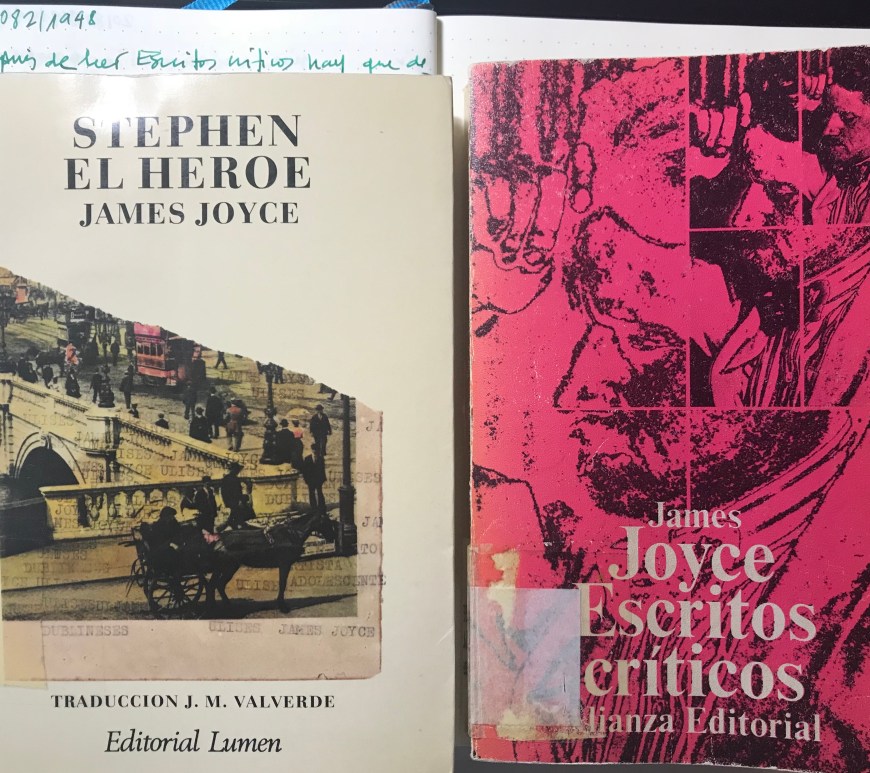 082/1948
pués de leer Escritos críticos hay que de
STEPHEN
EL HEROE
JAMES JOYCE
DUBLINESES ULISES JAMES JOYCE
TRADUCCION J. M. VALVERDE
Editorial Lumen
James
Joyce
Escritos
críticos
lianza Editorial